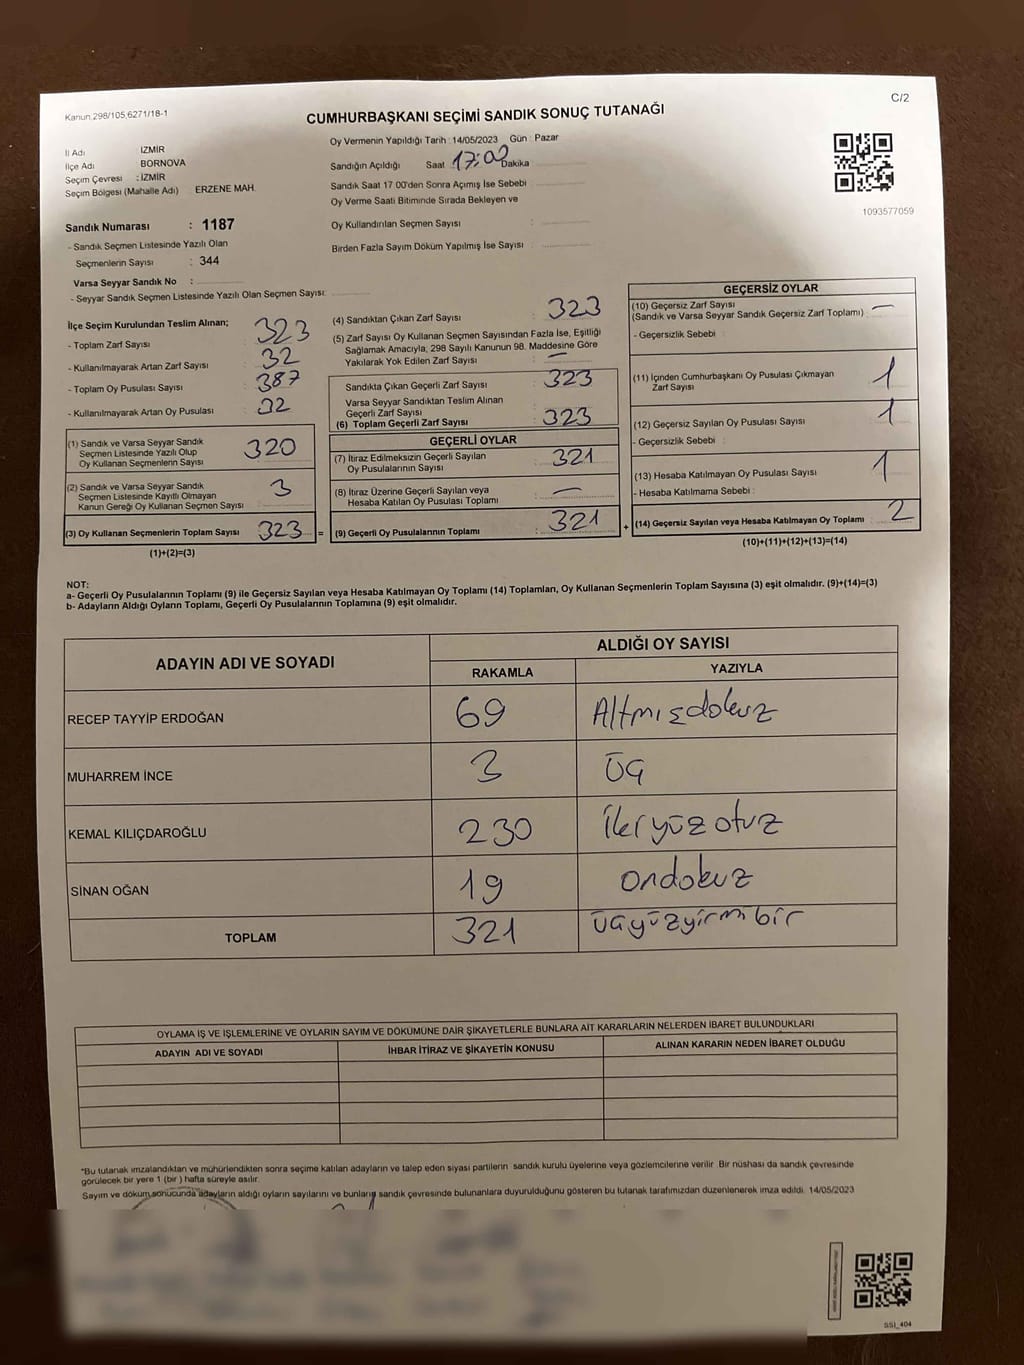 Kanun.298/105,6271/18-1
C/2
CUMHURBAŞKANI SEÇİMİ SANDIK SONUÇ TUTANAĞI
İl Adı : İZMİR
İlçe Adı : BORNOVA
Seçim Çevresi : İZMİR
Seçim Bölgesi (Mahalle Adı) : ERZENE MAH.
Oy Vermenin Yapıldığı Tarih : 14/05/2023 Gün : Pazar
Sandığın Açıldığı Saat 17:00 Dakika
Sandık Saat 17 00'den Sonra Açımış İse Sebebi :
Oy Verme Saati Bitiminde Sırada Bekleyen ve
Oy Kullandırılan Seçmen Sayısı :
Birden Fazla Sayım Döküm Yapılmış İse Sayısı :
1093577059
Sandık Numarası : 1187
- Sandık Seçmen Listesinde Yazılı Olan
Seçmenlerin Sayısı : 344
Varsa Seyyar Sandık No :
- Seyyar Sandık Seçmen Listesinde Yazılı Olan Seçmen Sayısı:
İlçe Seçim Kurulundan Teslim Alınan;
- Toplam Zarf Sayısı 323
- Kullanılmayarak Artan Zarf Sayısı 32
- Toplam Oy Pusulası Sayısı 387
- Kullanılmayarak Artan Oy Pusulası 32
(1) Sandık ve Varsa Seyyar Sandık
Seçmen Listesinde Yazılı Olup
Oy Kullanan Seçmenlerin Sayısı 320
(2) Sandık ve Varsa Seyyar Sandık
Seçmen Listesinde Kayıtlı Olmayan
Kanun Gereği Oy Kullanan Seçmen Sayısı 3
(3) Oy Kullanan Seçmenlerin Toplam Sayısı 323 =
(1)+(2)=(3)
(4) Sandıktan Çıkan Zarf Sayısı : 323
(5) Zarf Sayısı Oy Kullanan Seçmen Sayısından Fazla İse, Eşitliği
Sağlamak Amacıyla, 298 Sayılı Kanunun 98. Maddesine Göre
Yakılarak Yok Edilen Zarf Sayısı : —
Sandıkta Çıkan Geçerli Zarf Sayısı : 323
Varsa Seyyar Sandıktan Teslim Alınan
Geçerli Zarf Sayısı
(6) Toplam Geçerli Zarf Sayısı : 323
GEÇERLİ OYLAR
(7) İtiraz Edilmeksizin Geçerli Sayılan
Oy Pusulalarının Sayısı : 321
(8) İtiraz Üzerine Geçerli Sayılan veya
Hesaba Katılan Oy Pusulası Toplamı : —
(9) Geçerli Oy Pusulalarının Toplamı : 321 +
GEÇERSİZ OYLAR
(10) Geçersiz Zarf Sayısı
(Sandık ve Varsa Seyyar Sandık Geçersiz Zarf Toplamı) —
- Geçersizlik Sebebi :
(11) İçinden Cumhurbaşkanı Oy Pusulası Çıkmayan
Zarf Sayısı 1
(12) Geçersiz Sayılan Oy Pusulası Sayısı 1
- Geçersizlik Sebebi :
(13) Hesaba Katılmayan Oy Pusulası Sayısı 1
- Hesaba Katılmama Sebebi :
(14) Geçersiz Sayılan veya Hesaba Katılmayan Oy Toplamı : 2
(10)+(11)+(12)+(13)=(14)
NOT:
a- Geçerli Oy Pusulalarının Toplamı (9) ile Geçersiz Sayılan veya Hesaba Katılmayan Oy Toplamı (14) Toplamları, Oy Kullanan Seçmenlerin Toplam Sayısına (3) eşit olmalıdır. (9)+(14)=(3)
b- Adayların Aldığı Oyların Toplamı, Geçerli Oy Pusulalarının Toplamına (9) eşit olmalıdır.
ADAYIN ADI VE SOYADI
ALDIĞI OY SAYISI
RAKAMLA YAZIYLA
RECEP TAYYİP ERDOĞAN 69 Altmışdokuz
MUHARREM İNCE 3 üç
KEMAL KILIÇDAROĞLU 230 ikiyüzotuz
SİNAN OĞAN 19 ondokuz
TOPLAM 321 üçyüzyirmibir
OYLAMA İŞ VE İŞLEMLERİNE VE OYLARIN SAYIM VE DÖKÜMÜNE DAİR ŞİKAYETLERLE BUNLARA AİT KARARLARIN NELERDEN İBARET BULUNDUKLARI
ADAYIN ADI VE SOYADI İHBAR İTİRAZ VE ŞİKAYETİN KONUSU ALINAN KARARIN NEDEN İBARET OLDUĞU
*Bu tutanak imzalandıktan ve mühürlendikten sonra seçime katılan adayların ve talep eden siyasi partilerin sandık kurulu üyelerine veya gözlemcilerine verilir. Bir nüshası da sandık çevresinde
görülecek bir yere 1 (bir) hafta süreyle asılır.
Sayım ve döküm sonucunda adayların aldığı oyların sayılarını ve bunların sandık çevresinde bulunanlara duyurulduğunu gösteren bu tutanak tarafımızdan düzenlenerek imza edildi. 14/05/2023
SSI_404